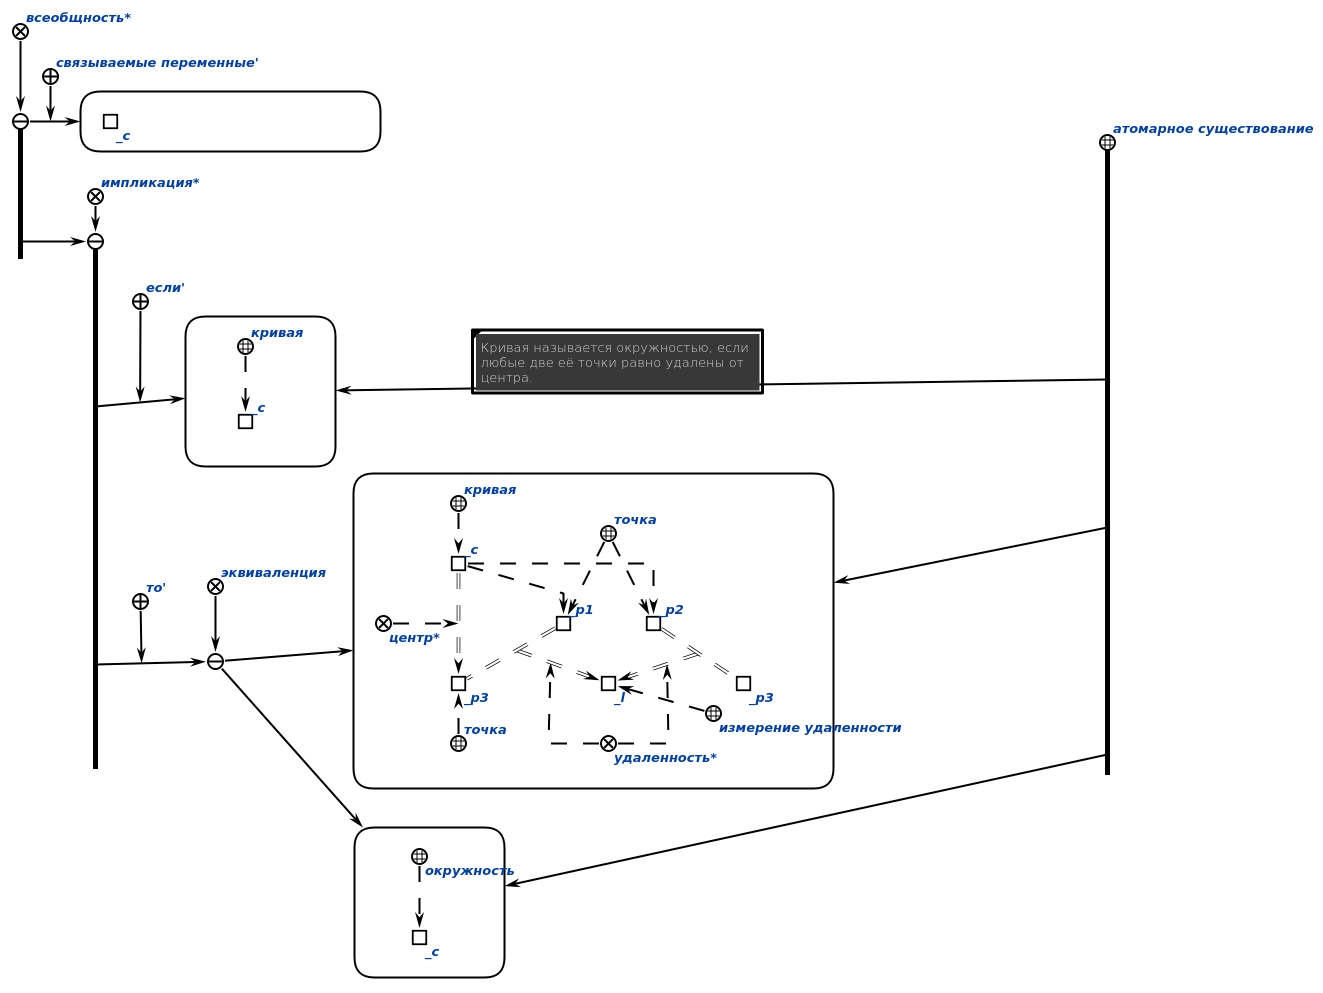 всеобщность*
связываемые переменные'
_c
атомарное существование
импликация*
если'
кривая
_c
Кривая называется окружностью, если
любые две её точки равно удалены от
центра.
кривая
точка
_c
эквиваленция
то'
_p1
_p2
центр*
_p3
_l
_p3
точка
измерение удаленности
удаленность*
окружность
_c